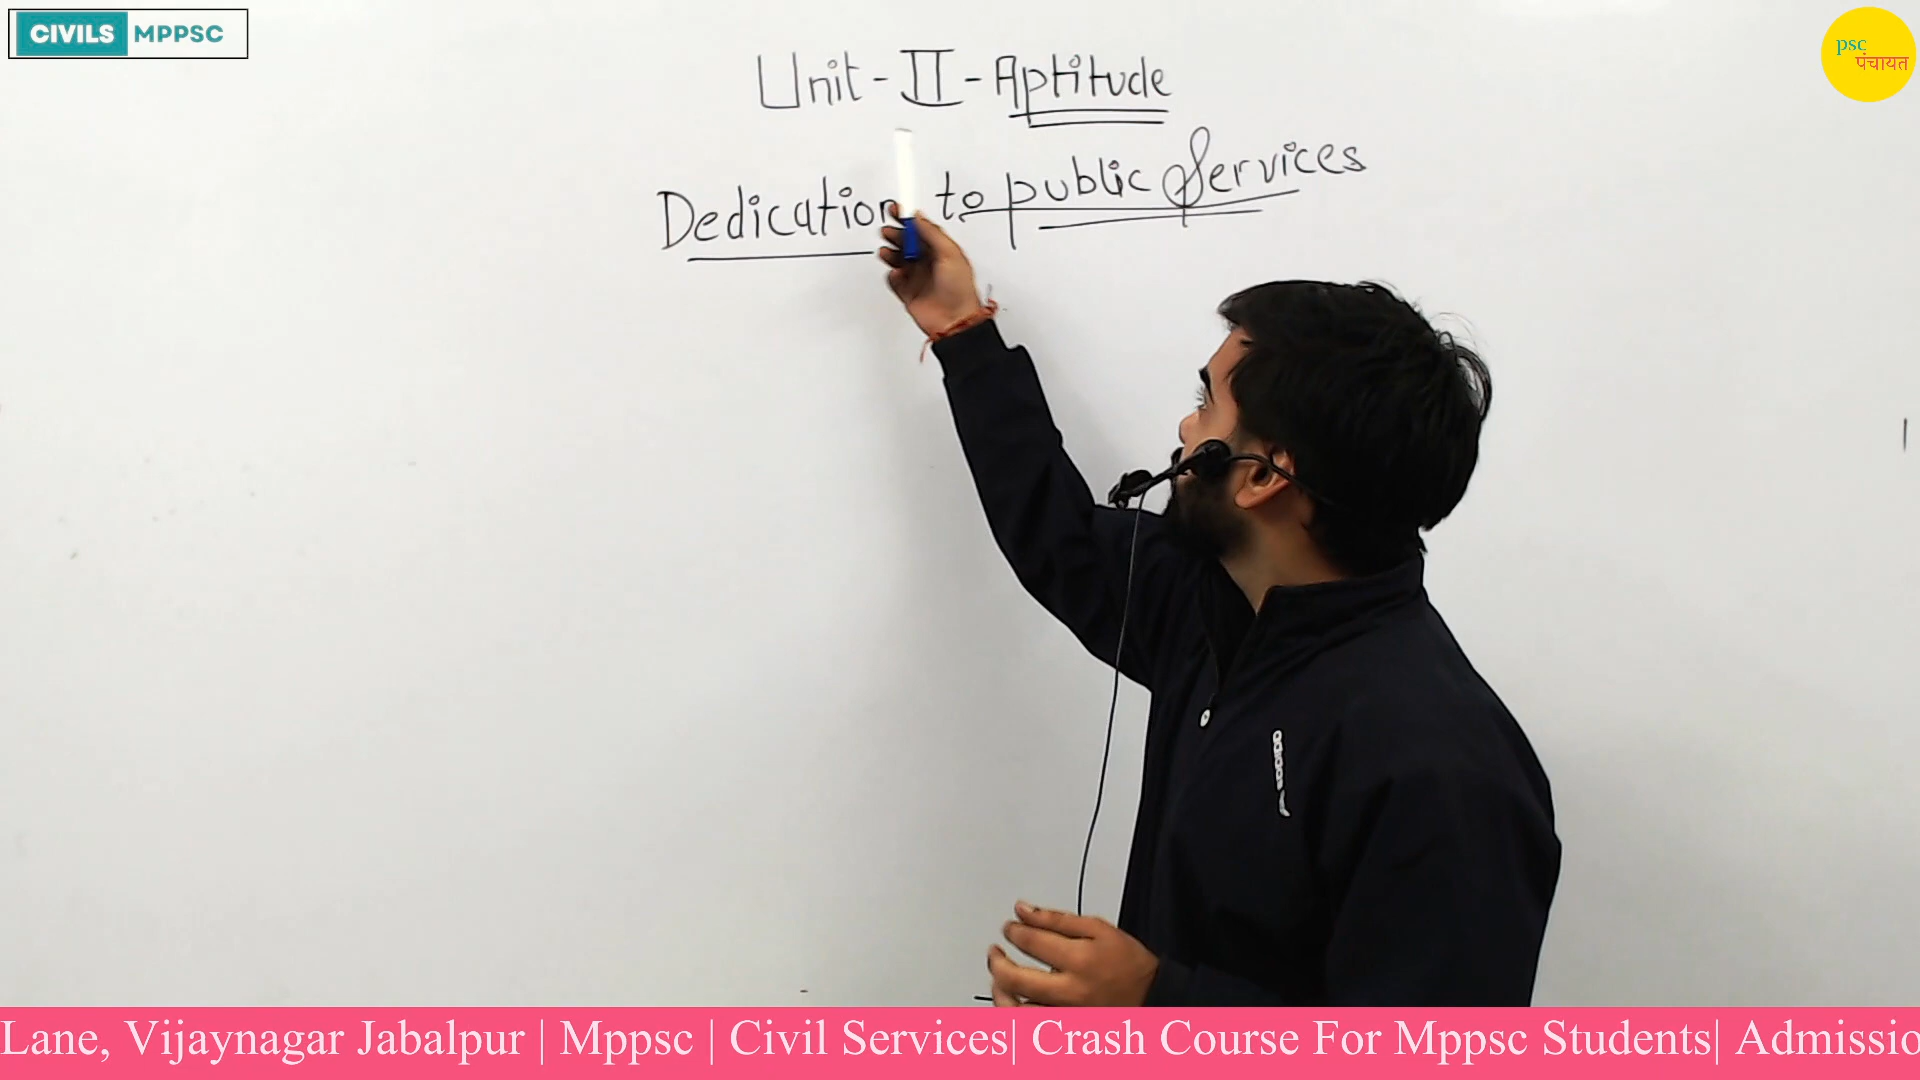 CIVILS MPPSC
psc
पंचायत
Unit-II-Aptitude
Dedication to public Services
adidas
Lane, Vijaynagar Jabalpur | Mppsc | Civil Services| Crash Course For Mppsc Students| Admissio